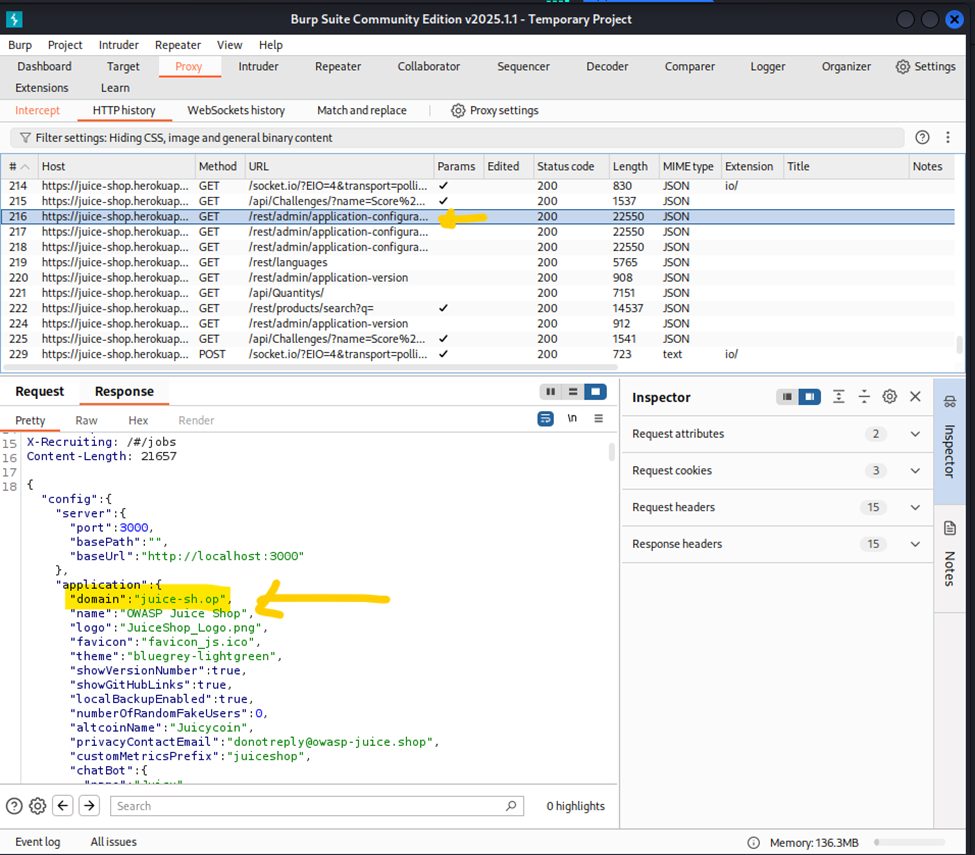 Burp Suite Community Edition v2025.1.1 - Temporary Project
Burp Project Intruder Repeater View Help
Dashboard Target Proxy Intruder Repeater Collaborator Sequencer Decoder Comparer Logger Organizer Settings
Extensions Learn
Intercept HTTP history WebSockets history Match and replace Proxy settings
Filter settings: Hiding CSS, image and general binary content
# Host Method URL Params Edited Status code Length MIME type Extension Title Notes
214 https://juice-shop.herokuap... GET /socket.io/?EIO=4&transport=polli... ✓ 200 830 JSON io/
215 https://juice-shop.herokuap... GET /api/Challenges/?name=Score%2... ✓ 200 1537 JSON
216 https://juice-shop.herokuap... GET /rest/admin/application-configura... 200 22550 JSON
217 https://juice-shop.herokuap... GET /rest/admin/application-configura... 200 22550 JSON
218 https://juice-shop.herokuap... GET /rest/admin/application-configura... 200 22550 JSON
219 https://juice-shop.herokuap... GET /rest/languages 200 5765 JSON
220 https://juice-shop.herokuap... GET /rest/admin/application-version 200 908 JSON
221 https://juice-shop.herokuap... GET /api/Quantitys/ 200 7151 JSON
222 https://juice-shop.herokuap... GET /rest/products/search?q= ✓ 200 14537 JSON
224 https://juice-shop.herokuap... GET /rest/admin/application-version 200 912 JSON
225 https://juice-shop.herokuap... GET /api/Challenges/?name=Score%2... ✓ 200 1541 JSON
229 https://juice-shop.herokuap... POST /socket.io/?EIO=4&transport=polli... ✓ 200 723 text io/
Request Response
Pretty Raw Hex Render
\n
15 X-Recruiting: /#/jobs
16 Content-Length: 21657
17
18 {
"config":{
"server":{
"port":3000,
"basePath":"",
"baseUrl":"http://localhost:3000"
},
"application":{
"domain":"juice-sh.op",
"name":"OWASP Juice Shop",
"logo":"JuiceShop_Logo.png",
"favicon":"favicon_js.ico",
"theme":"bluegrey-lightgreen",
"showVersionNumber":true,
"showGitHubLinks":true,
"localBackupEnabled":true,
"numberOfRandomFakeUsers":0,
"altcoinName":"Juicycoin",
"privacyContactEmail":"donotreply@owasp-juice.shop",
"customMetricsPrefix":"juiceshop",
"chatBot":{
Inspector
Request attributes 2
Request cookies 3
Request headers 15
Response headers 15
Inspector
Notes
Search
0 highlights
Event log All issues
Memory: 136.3MB